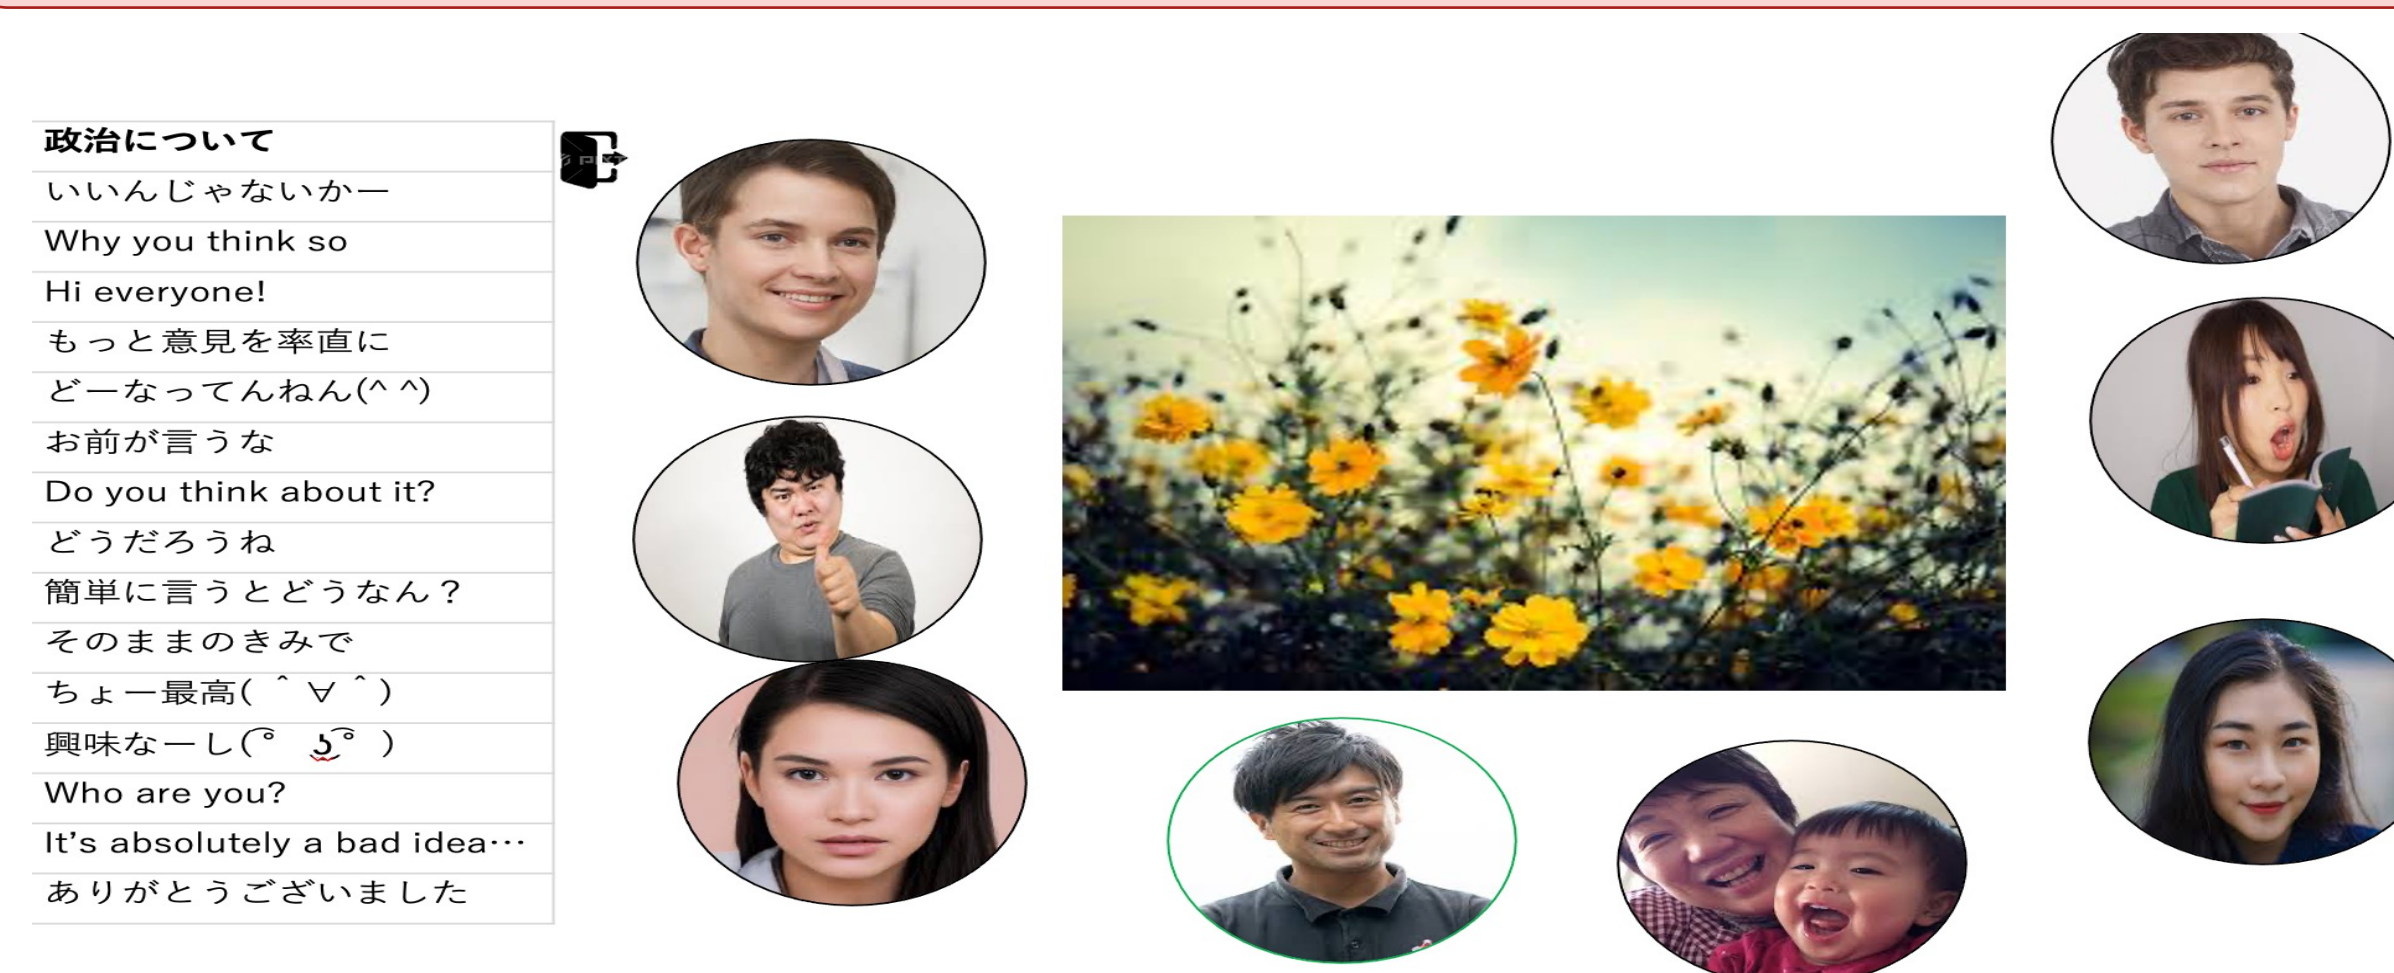 政治について
いいんじゃないかー
Why you think so
Hi everyone!
もっと意見を率直に
どーなってんねん(^ ^)
お前が言うな
Do you think about it?
どうだろうね
簡単に言うとどうなん？
そのままのきみで
ちょー最高( ＾∀＾)
興味なーし( ͡° ͜ʖ ͡° )
Who are you?
It’s absolutely a bad idea…
ありがとうございました